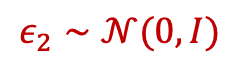 ϵ₂ ~ 𝒩(0, I)